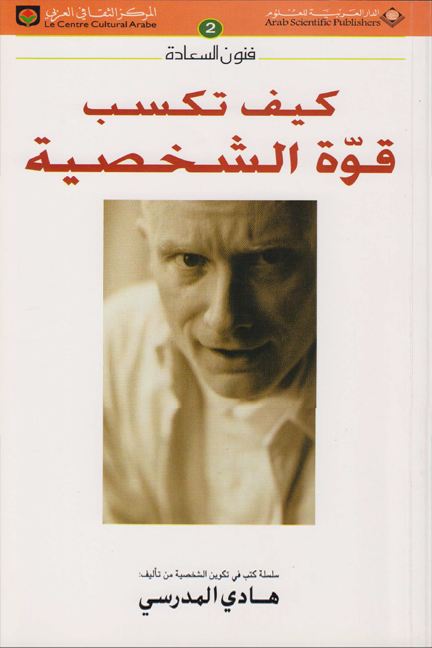 المركز الثقافي العربي
Le Centre Cultural Arabe
الدار العربية للعلوم
Arab Scientific Publishers
2
فنون السعادة
كيف تكسب
قوّة الشخصية
سلسلة كتب في تكوين الشخصية من تأليف:
هادي المدرسي